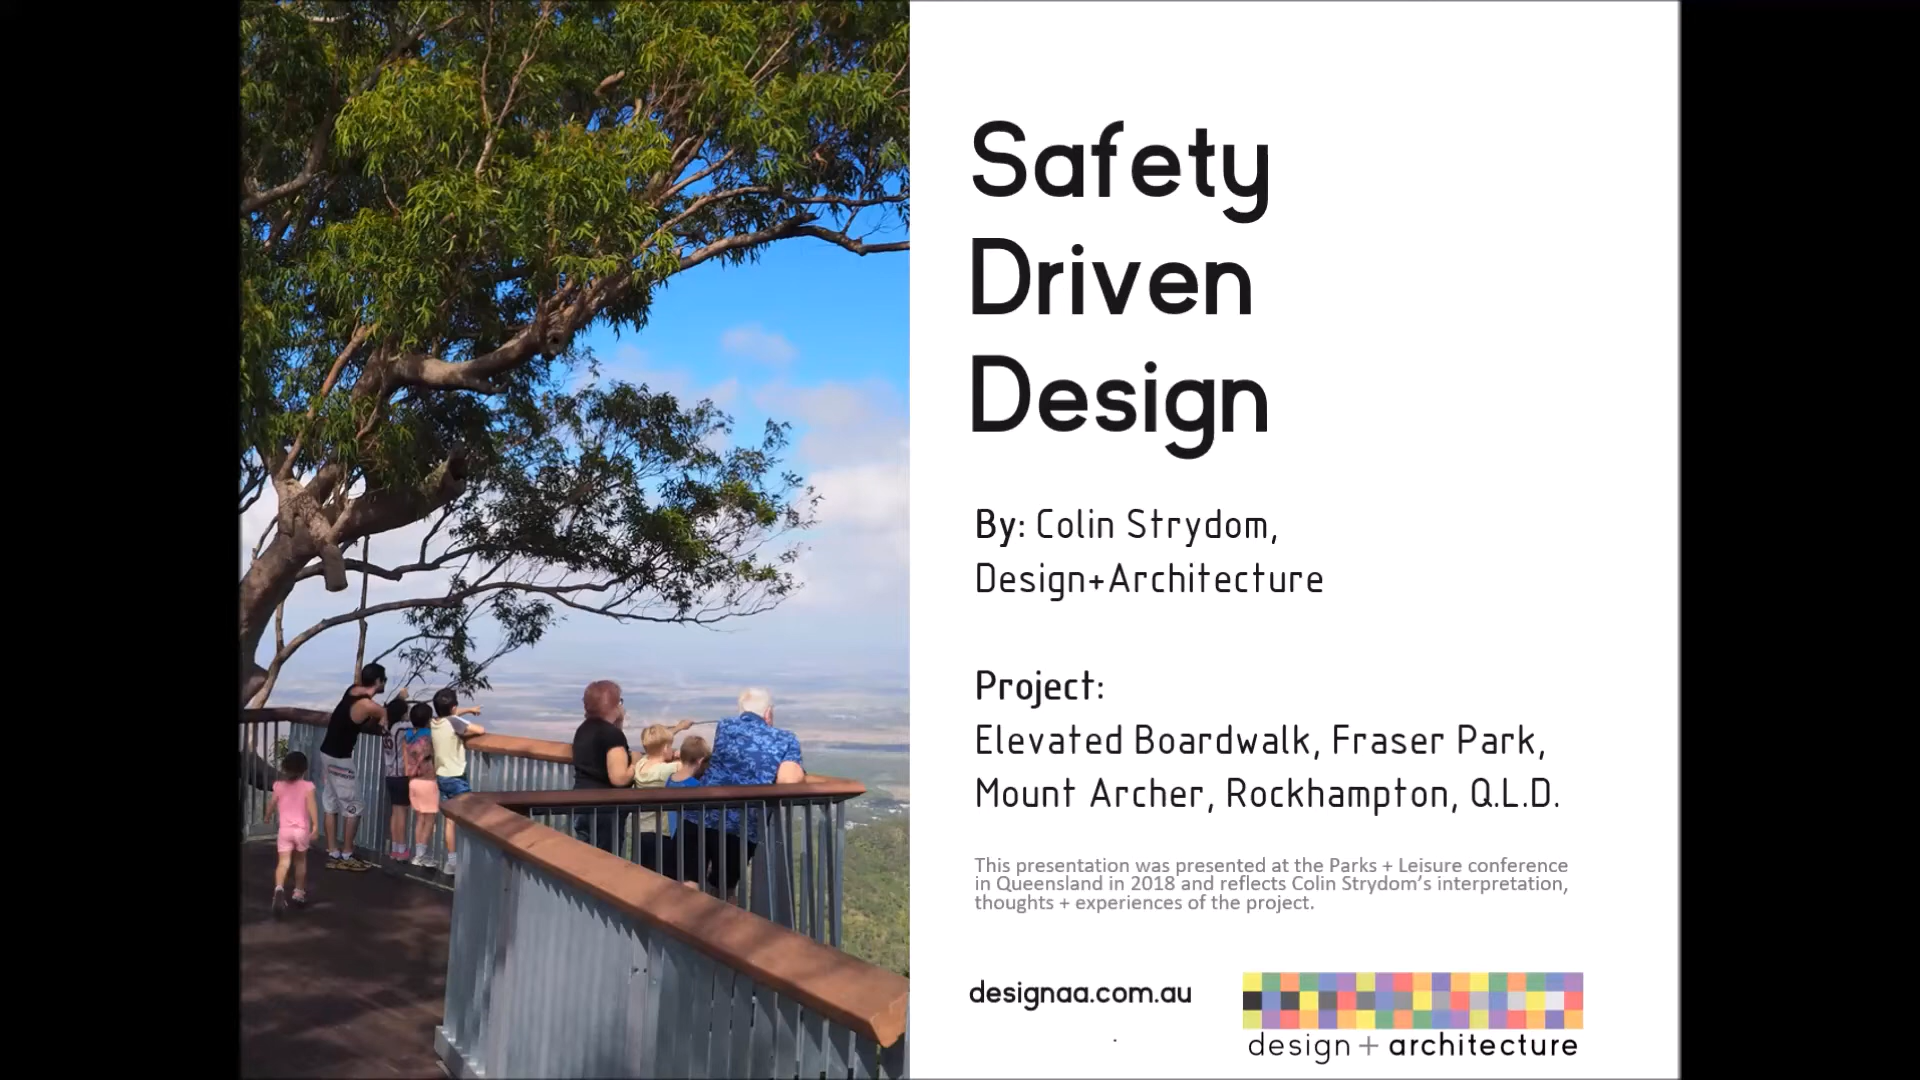 Safety
Driven
Design
By: Colin Strydom,
Design+Architecture
Project:
Elevated Boardwalk, Fraser Park,
Mount Archer, Rockhampton, Q.L.D.
This presentation was presented at the Parks + Leisure conference
in Queensland in 2018 and reflects Colin Strydom’s interpretation,
thoughts + experiences of the project.
designaa.com.au
design + architecture